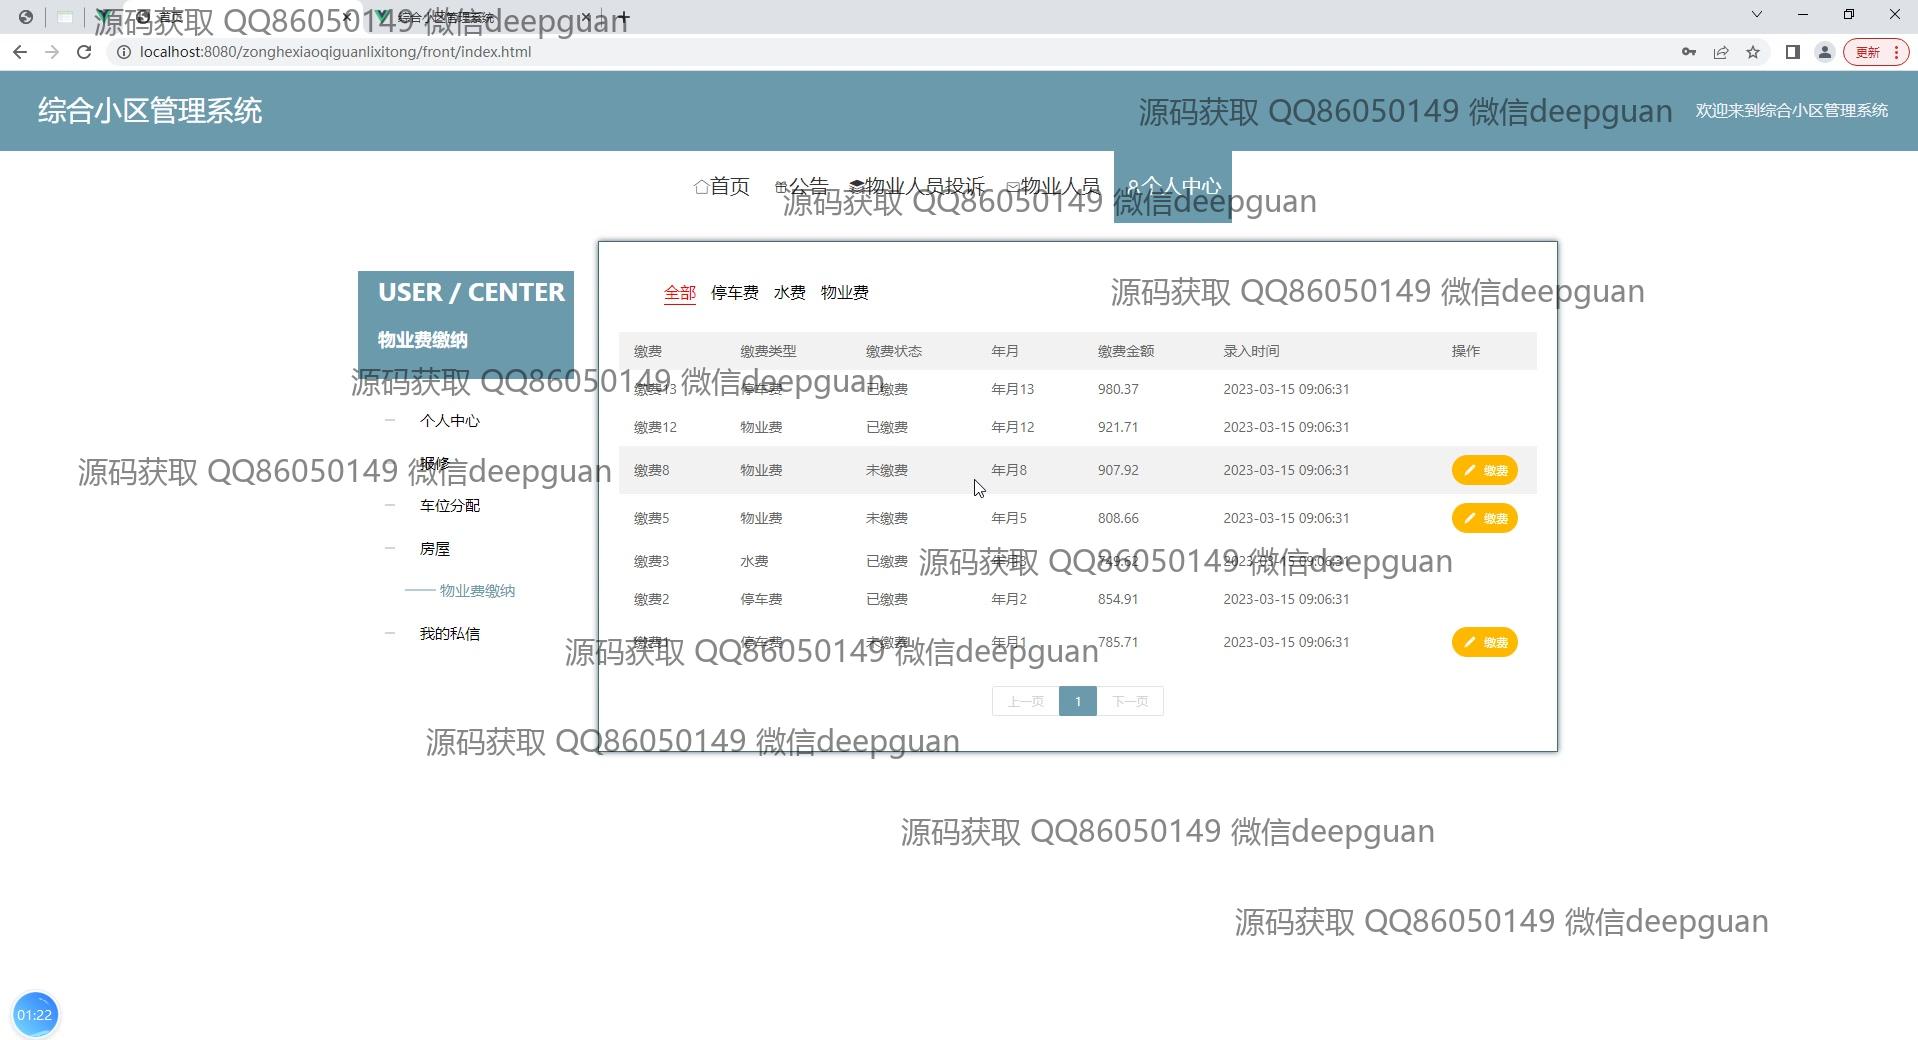 首页
综合小区管理系统
源码获取 QQ86050149 微信deepguan
localhost:8080/zonghexiaoqiguanlixitong/front/index.html
更新
综合小区管理系统
源码获取 QQ86050149 微信deepguan
欢迎来到综合小区管理系统
首页 公告 物业人员投诉 物业人员 个人中心
源码获取 QQ86050149 微信deepguan
USER / CENTER
物业费缴纳
全部 停车费 水费 物业费
源码获取 QQ86050149 微信deepguan
缴费 缴费类型 缴费状态 年月 缴费金额 录入时间 操作
源码获取 QQ86050149 微信deepguan
缴费13 停车费 已缴费 年月13 980.37 2023-03-15 09:06:31
个人中心
缴费12 物业费 已缴费 年月12 921.71 2023-03-15 09:06:31
报修
源码获取 QQ86050149 微信deepguan
缴费8 物业费 未缴费 年月8 907.92 2023-03-15 09:06:31 缴费
车位分配
缴费5 物业费 未缴费 年月5 808.66 2023-03-15 09:06:31 缴费
房屋
缴费3 水费 已缴费 年月3 749.62 2023-03-15 09:06:31
源码获取 QQ86050149 微信deepguan
物业费缴纳
缴费2 停车费 已缴费 年月2 854.91 2023-03-15 09:06:31
我的私信
缴费1 停车费 未缴费 年月1 785.71 2023-03-15 09:06:31 缴费
源码获取 QQ86050149 微信deepguan
上一页 1 下一页
源码获取 QQ86050149 微信deepguan
源码获取 QQ86050149 微信deepguan
源码获取 QQ86050149 微信deepguan
01:22